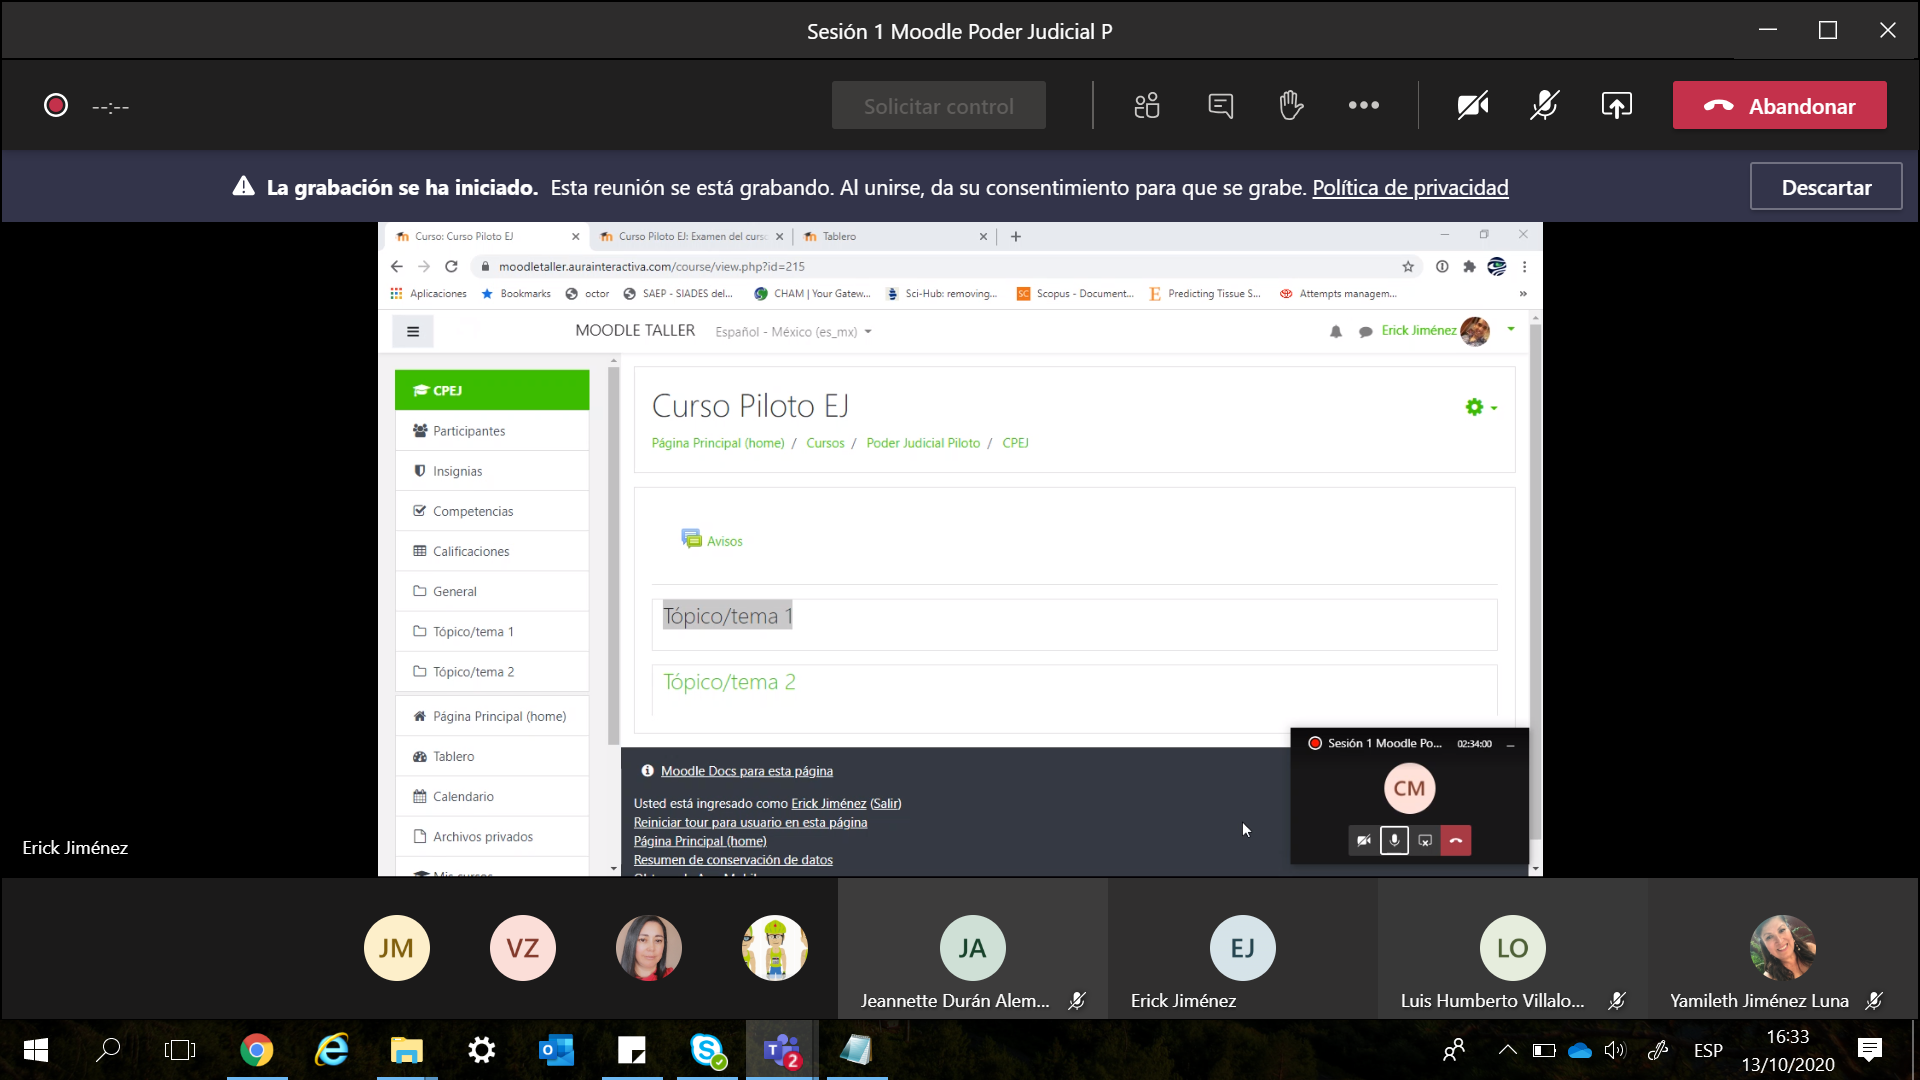 Sesión 1 Moodle Poder Judicial P
--:--
Solicitar control
Abandonar
La grabación se ha iniciado. Esta reunión se está grabando. Al unirse, da su consentimiento para que se grabe. Política de privacidad
Descartar
Curso: Curso Piloto EJ
Curso Piloto EJ: Examen del curso
Tablero
moodletaller.aurainteractiva.com/course/view.php?id=215
Aplicaciones
Bookmarks
octor
SAEP - SIADES del...
CHAM | Your Gatew...
Sci-Hub: removing...
Scopus - Document...
Predicting Tissue S...
Attempts managem...
MOODLE TALLER
Español - México (es_mx)
Erick Jiménez
CPEJ
Participantes
Insignias
Competencias
Calificaciones
General
Tópico/tema 1
Tópico/tema 2
Página Principal (home)
Tablero
Calendario
Archivos privados
Mis cursos
Curso Piloto EJ
Página Principal (home) / Cursos / Poder Judicial Piloto / CPEJ
Avisos
Tópico/tema 1
Tópico/tema 2
Moodle Docs para esta página
Usted está ingresado como Erick Jiménez (Salir)
Reiniciar tour para usuario en esta página
Página Principal (home)
Resumen de conservación de datos
Sesión 1 Moodle Po... 02:34:00
CM
Erick Jiménez
JM
VZ
JA
EJ
LO
Jeannette Durán Alem...
Erick Jiménez
Luis Humberto Villalo...
Yamileth Jiménez Luna
2
ESP
16:33
13/10/2020